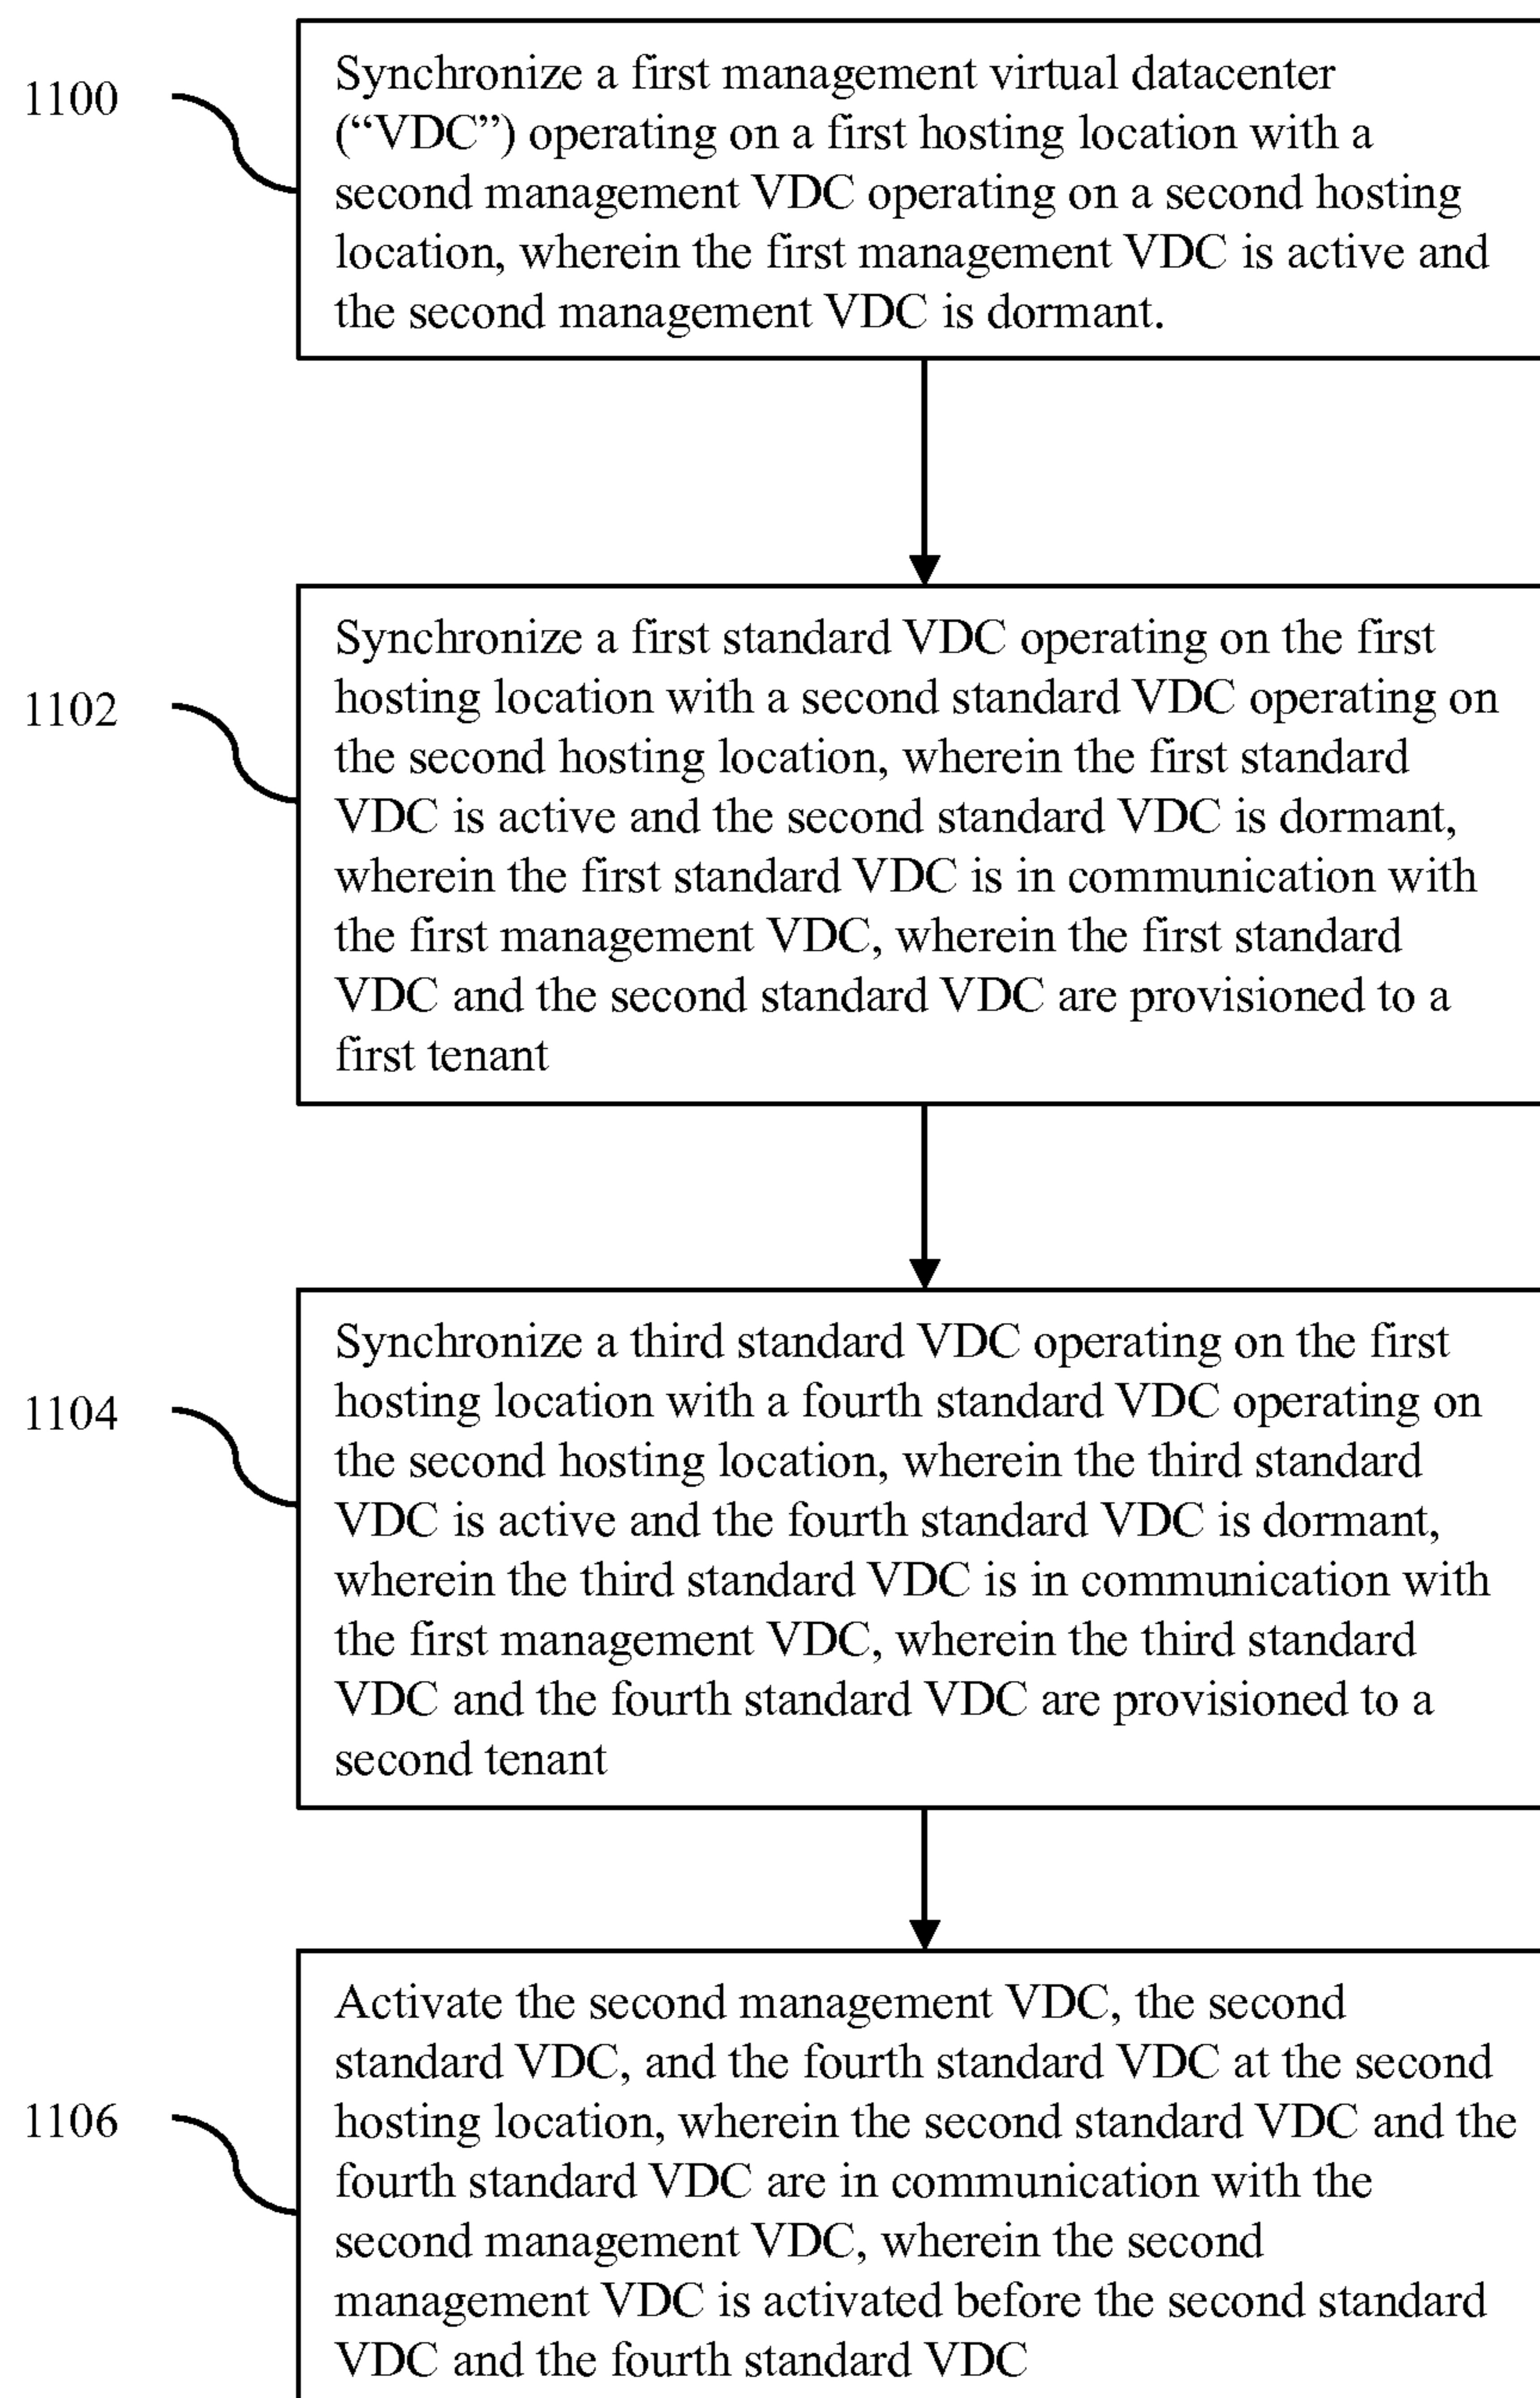 1100
Synchronize a first management virtual datacenter
(“VDC”) operating on a first hosting location with a
second management VDC operating on a second hosting
location, wherein the first management VDC is active and
the second management VDC is dormant.
1102
Synchronize a first standard VDC operating on the first
hosting location with a second standard VDC operating on
the second hosting location, wherein the first standard
VDC is active and the second standard VDC is dormant,
wherein the first standard VDC is in communication with
the first management VDC, wherein the first standard
VDC and the second standard VDC are provisioned to a
first tenant
1104
Synchronize a third standard VDC operating on the first
hosting location with a fourth standard VDC operating on
the second hosting location, wherein the third standard
VDC is active and the fourth standard VDC is dormant,
wherein the third standard VDC is in communication with
the first management VDC, wherein the third standard
VDC and the fourth standard VDC are provisioned to a
second tenant
1106
Activate the second management VDC, the second
standard VDC, and the fourth standard VDC at the second
hosting location, wherein the second standard VDC and the
fourth standard VDC are in communication with the
second management VDC, wherein the second
management VDC is activated before the second standard
VDC and the fourth standard VDC